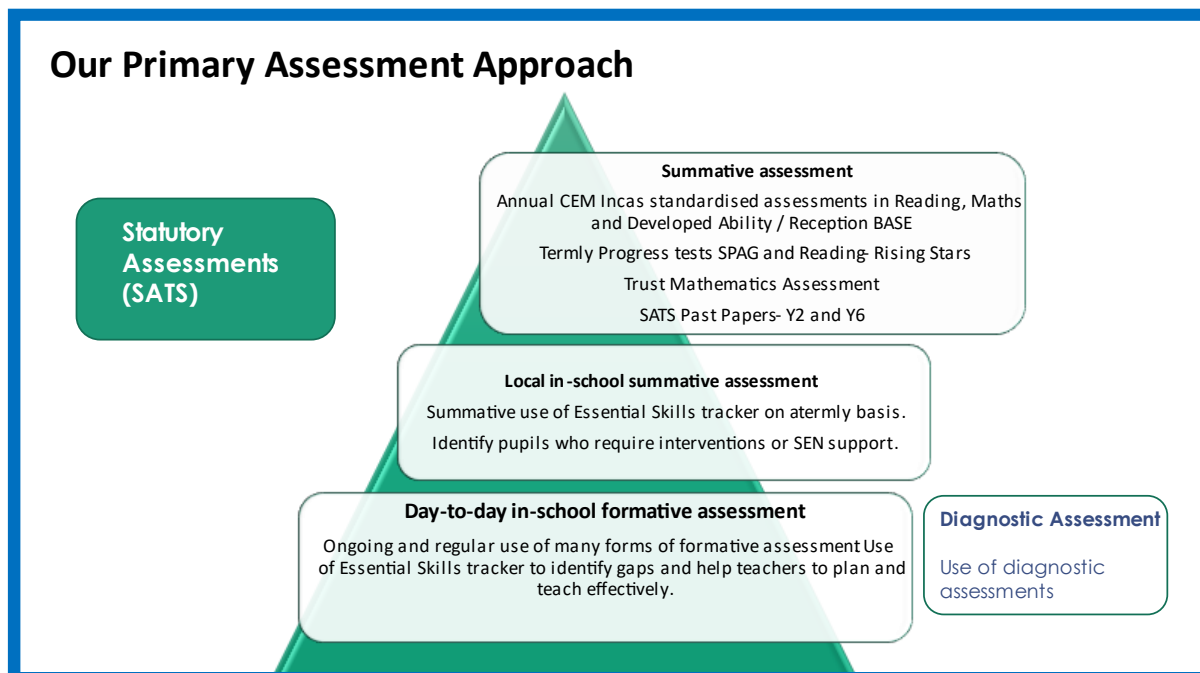 Our Primary Assessment Approach
Statutory
Assessments
(SATS)
Summative assessment
Annual CEM Incas standardised assessments in Reading, Maths
and Developed Ability / Reception BASE
Termly Progress tests SPAG and Reading- Rising Stars
Trust Mathematics Assessment
SATS Past Papers- Y2 and Y6
Local in-school summative assessment
Summative use of Essential Skills tracker on atermly basis.
Identify pupils who require interventions or SEN support.
Day-to-day in-school formative assessment
Ongoing and regular use of many forms of formative assessment Use
of Essential Skills tracker to identify gaps and help teachers to plan and
teach effectively.
Diagnostic Assessment
Use of diagnostic
assessments